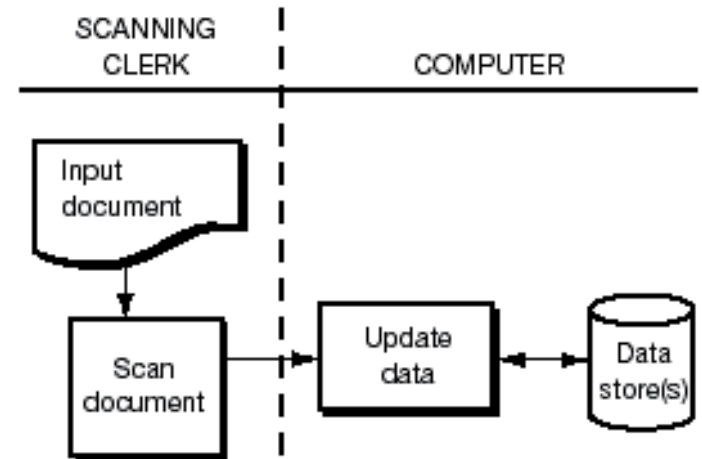 SCANNING
CLERK
COMPUTER
Input
document
Scan
document
Update
data
Data
store(s)